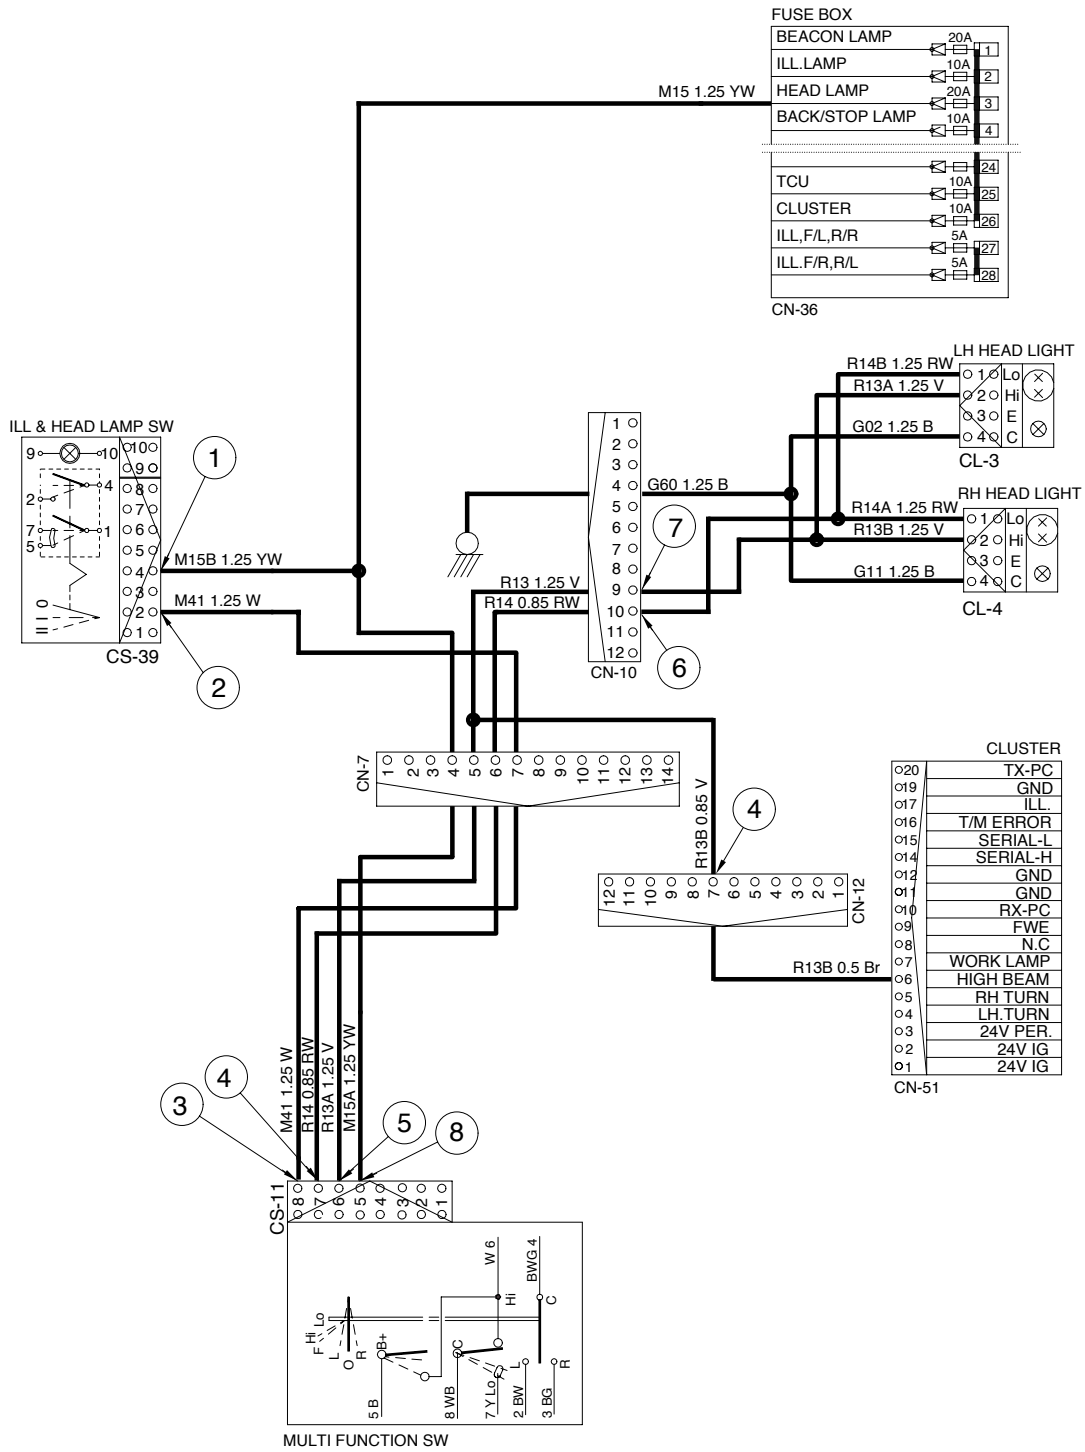 FUSE BOX
BEACON LAMP 20A 1
ILL.LAMP 10A 2
M15 1.25 YW HEAD LAMP 20A 3
BACK/STOP LAMP 10A 4
24
TCU 10A 25
CLUSTER 10A 26
ILL,F/L,R/R 5A 27
ILL.F/R,R/L 5A 28
CN-36
LH HEAD LIGHT
R14B 1.25 RW 1 Lo
R13A 1.25 V 2 Hi
3 E
G02 1.25 B 4 C
CL-3
RH HEAD LIGHT
R14A 1.25 RW 1 Lo
R13B 1.25 V 2 Hi
3 E
G11 1.25 B 4 C
CL-4
ILL & HEAD LAMP SW
9 10
4
2
7 1
5
0
I
II
10
9
8
7
6
5
4
3
2
1
CS-39
1
M15B 1.25 YW
M41 1.25 W
2
1
2
3
4
5
6
7
8
9
10
11
12
CN-10
G60 1.25 B
7
R13 1.25 V
R14 0.85 RW
6
CN-7
1 2 3 4 5 6 7 8 9 10 11 12 13 14
R13B 0.85 V
4
12 11 10 9 8 7 6 5 4 3 2 1
CN-12
R13B 0.5 Br
CLUSTER
20 TX-PC
19 GND
17 ILL.
16 T/M ERROR
15 SERIAL-L
14 SERIAL-H
12 GND
11 GND
10 RX-PC
9 FWE
8 N.C
7 WORK LAMP
6 HIGH BEAM
5 RH TURN
4 LH.TURN
3 24V PER.
2 24V IG
1 24V IG
CN-51
M41 1.25 W
R14 0.85 RW
R13A 1.25 V
M15A 1.25 YW
3
4
5
8
CS-11
8 7 6 5 4 3 2 1
W 6
BWG 4
Hi
C
F Hi Lo
L O R
B+
C
L
R
5 B
8 WB
7 Y Lo
2 BW
3 BG
MULTI FUNCTION SW